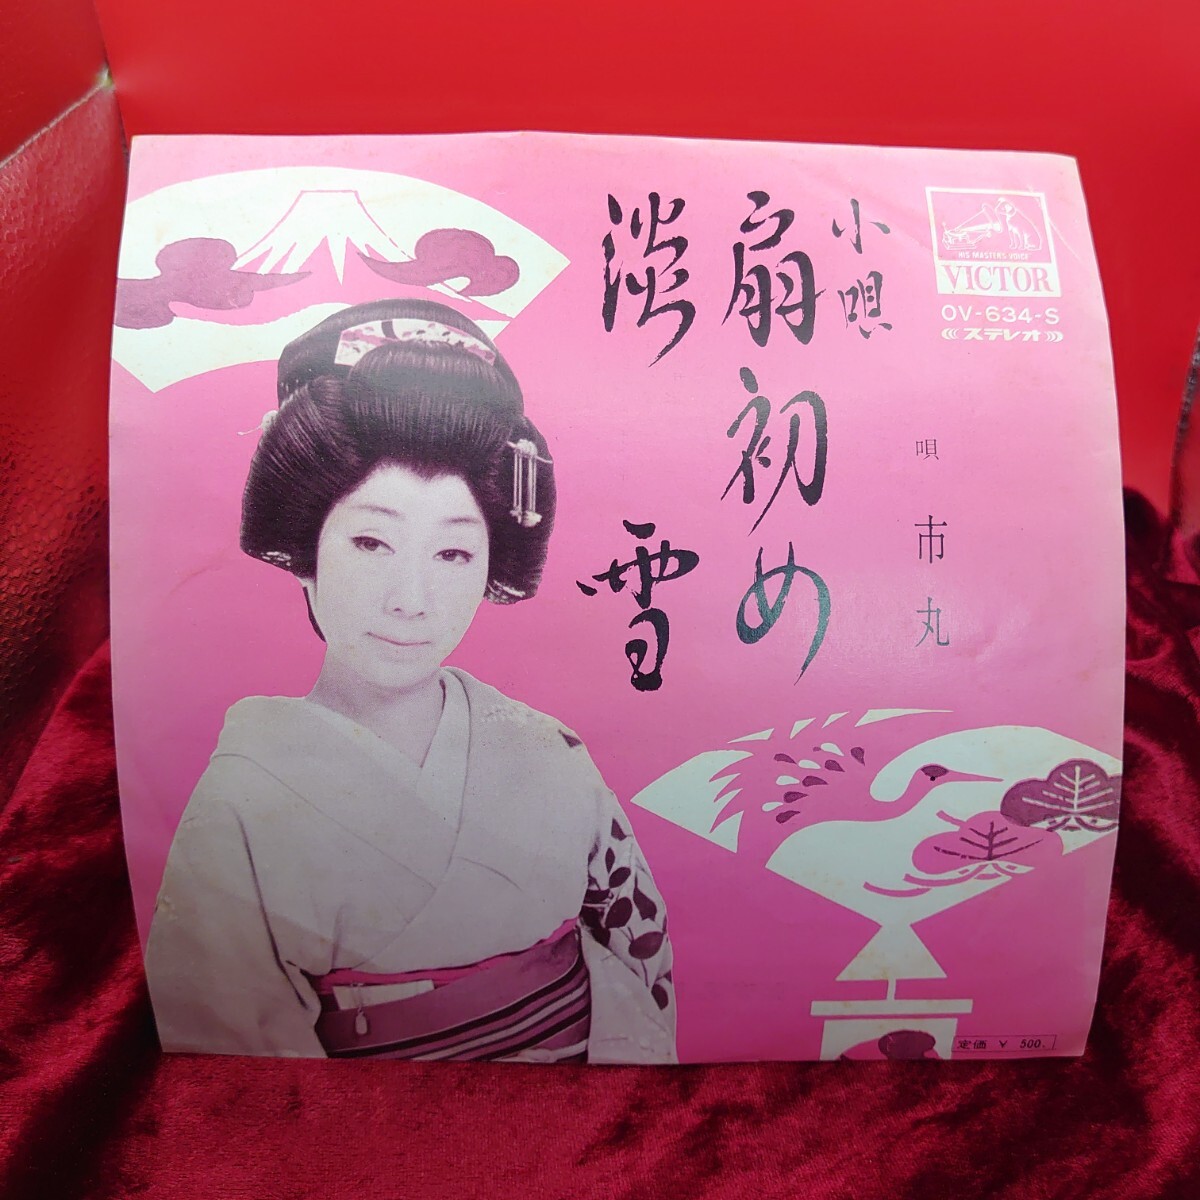 小唄
扇初め
淡雪
唄 市丸
HIS MASTER'S VOICE
VICTOR
OV-634-S
ステレオ
定価 ¥ 500.